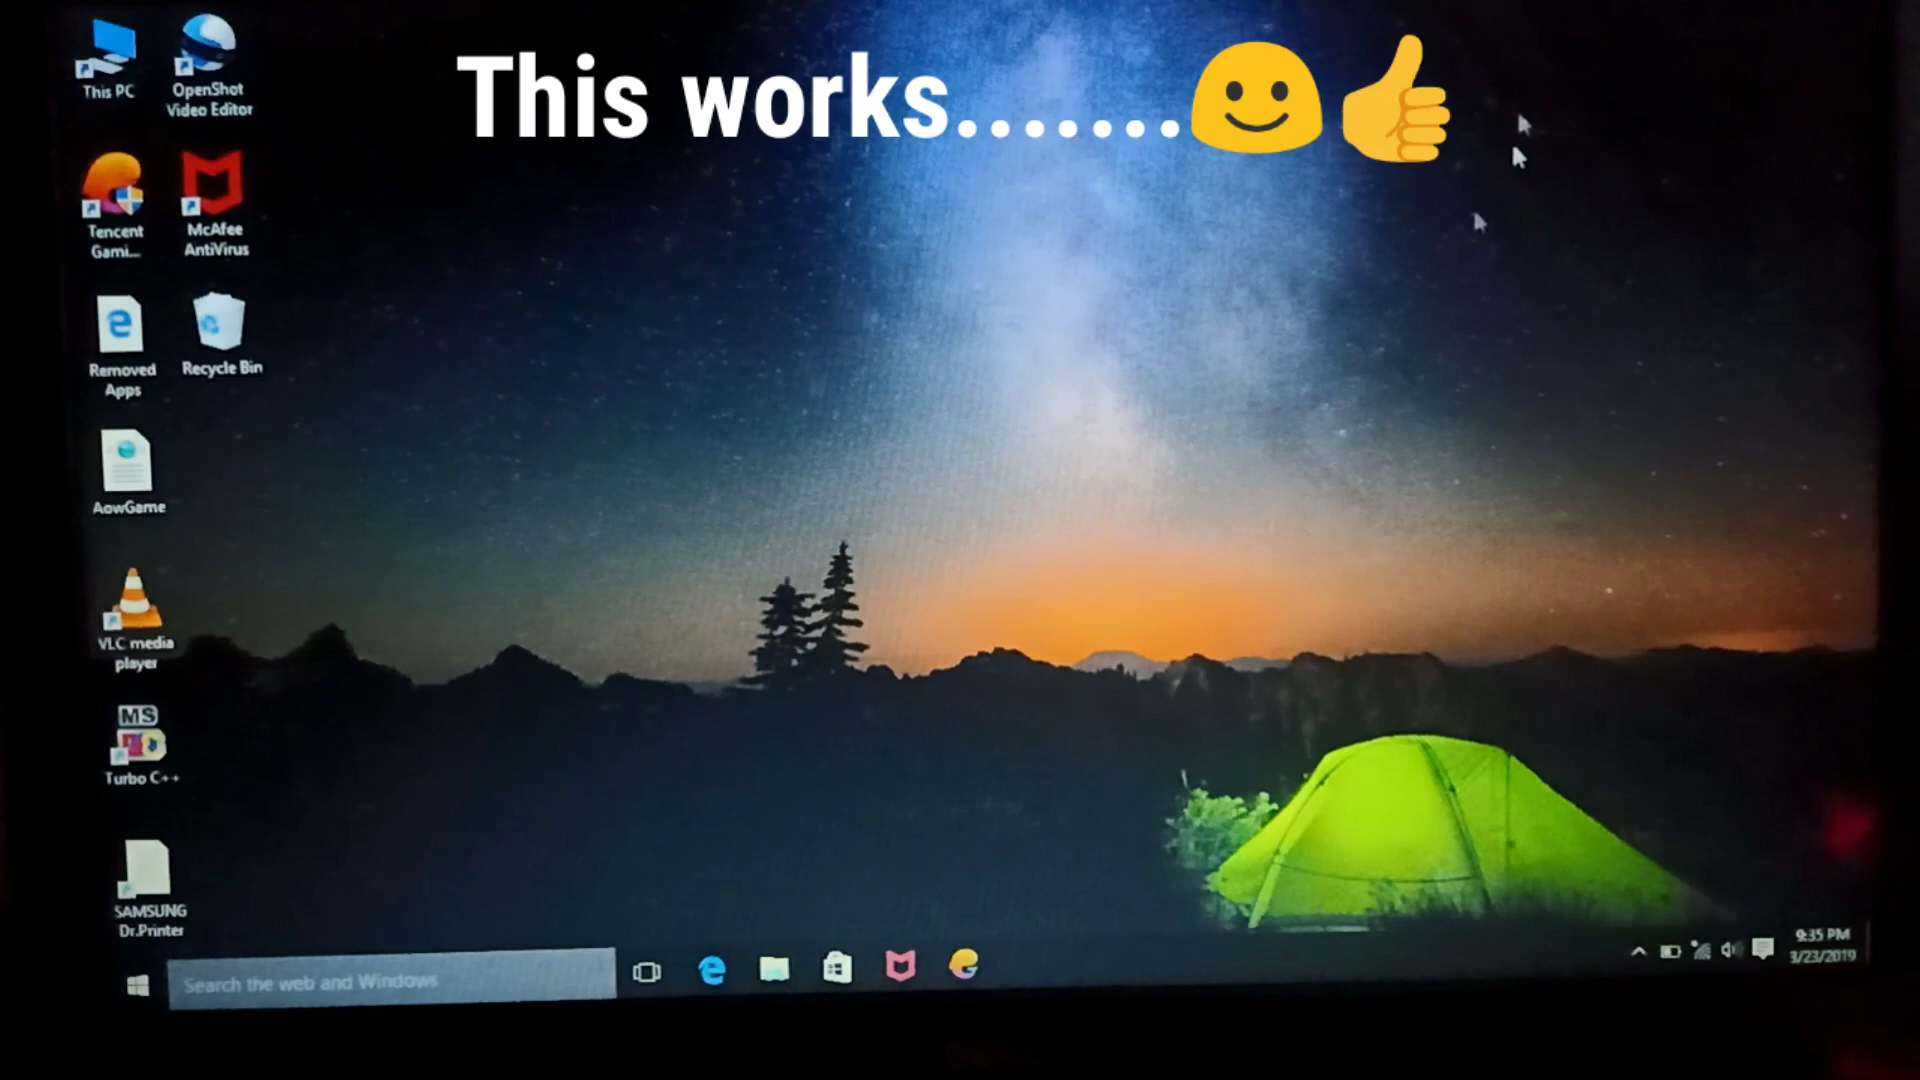 This works.......🙂👍
This PC
OpenShot
Video Editor
Tencent
Gami...
McAfee
AntiVirus
Removed
Apps
Recycle Bin
AowGame
VLC media
player
MS
Turbo C++
SAMSUNG
Dr.Printer
Search the web and Windows
9:35 PM
3/23/2019